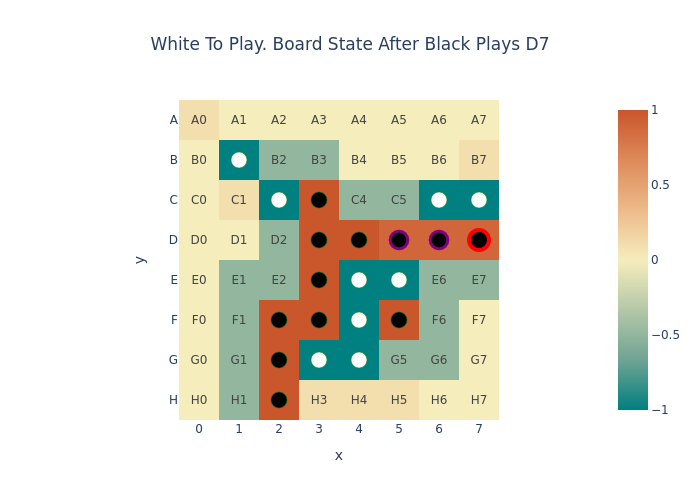 White To Play. Board State After Black Plays D7
A A0 A1 A2 A3 A4 A5 A6 A7 1
B B0 B2 B3 B4 B5 B6 B7
C C0 C1 C4 C5 0.5
D D0 D1 D2
y 0
E E0 E1 E2 E6 E7
F F0 F1 F6 F7 −0.5
G G0 G1 G5 G6 G7
H H0 H1 H3 H4 H5 H6 H7 −1
0 1 2 3 4 5 6 7
x